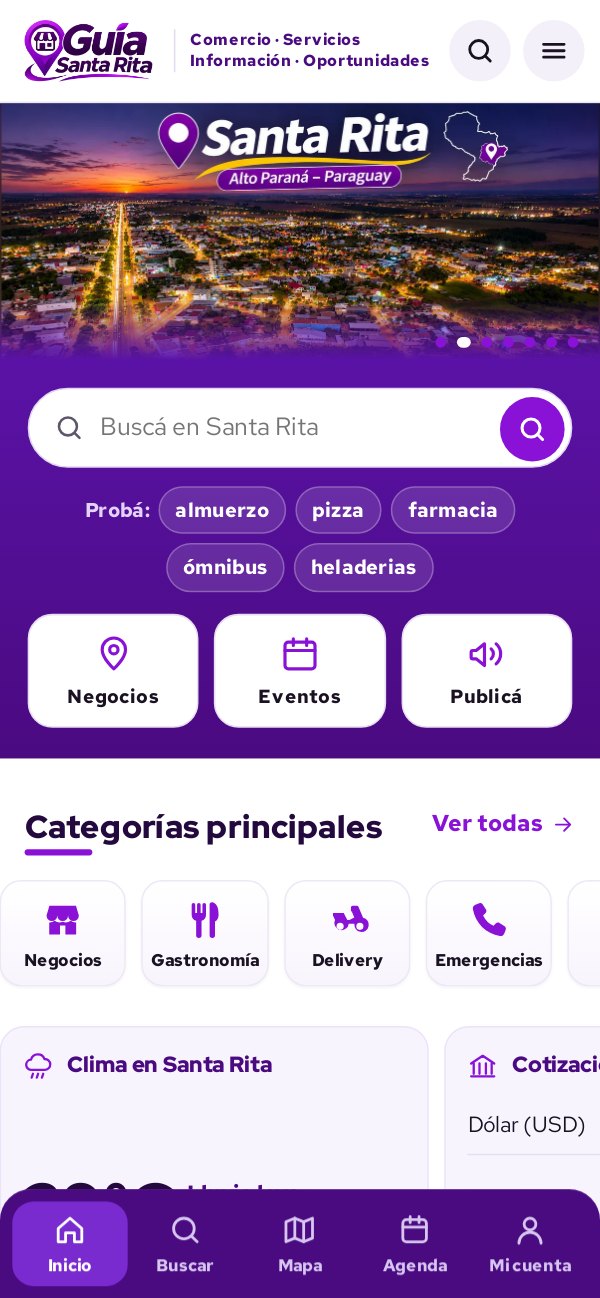 Guía
Santa Rita
Comercio · Servicios
Información · Oportunidades
Santa Rita
Alto Paraná – Paraguay
Buscá en Santa Rita
Probá: almuerzo pizza farmacia
ómnibus heladerias
Negocios Eventos Publicá
Categorías principales Ver todas →
Negocios Gastronomía Delivery Emergencias
Clima en Santa Rita
Dólar (USD)
Inicio Buscar Mapa Agenda Mi cuenta